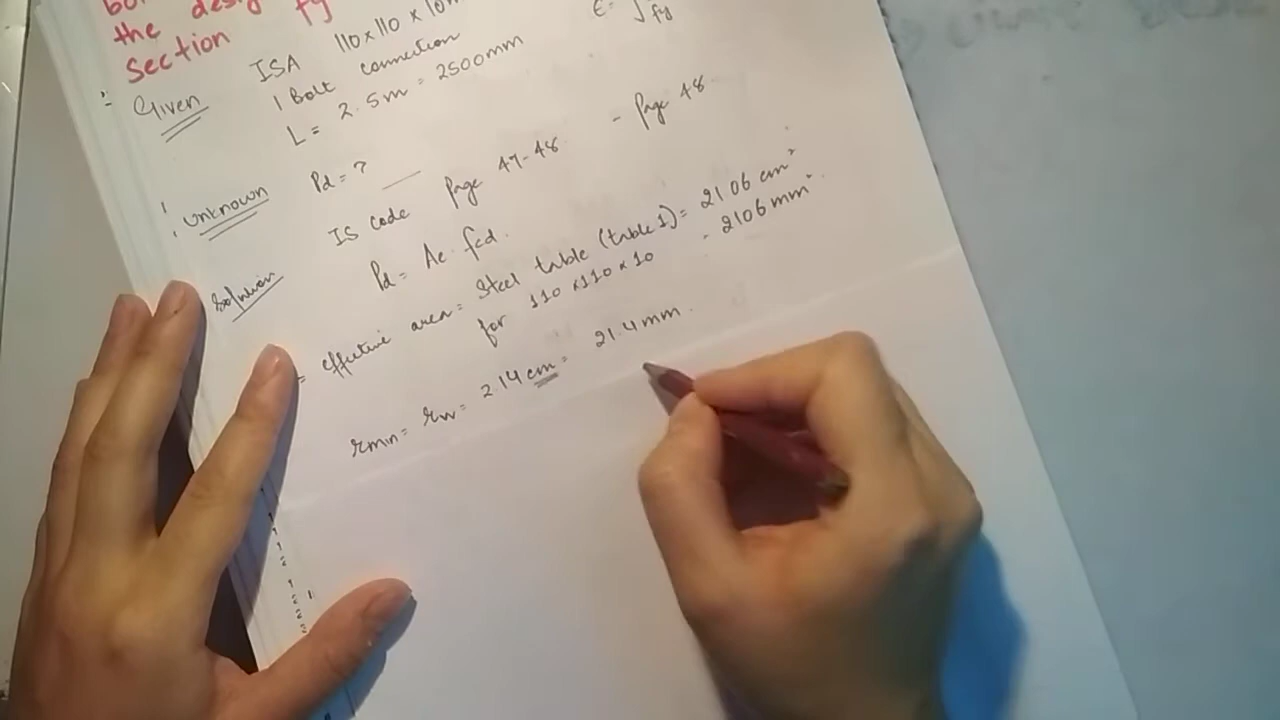 the
section
ISA 110×110×10
ε = √ fy
Given
1 Bolt connection
L = 2.5m = 2500mm
Unknown
Pd = ?
IS code Page 47-48 - Page 48
Solution
Pd = Ae. fcd.
effective area = Steel table (table 1) = 21.06 cm²
for 110 ×110 × 10 = 2106 mm²
rmin = rvv = 2.14 cm = 21.4mm.